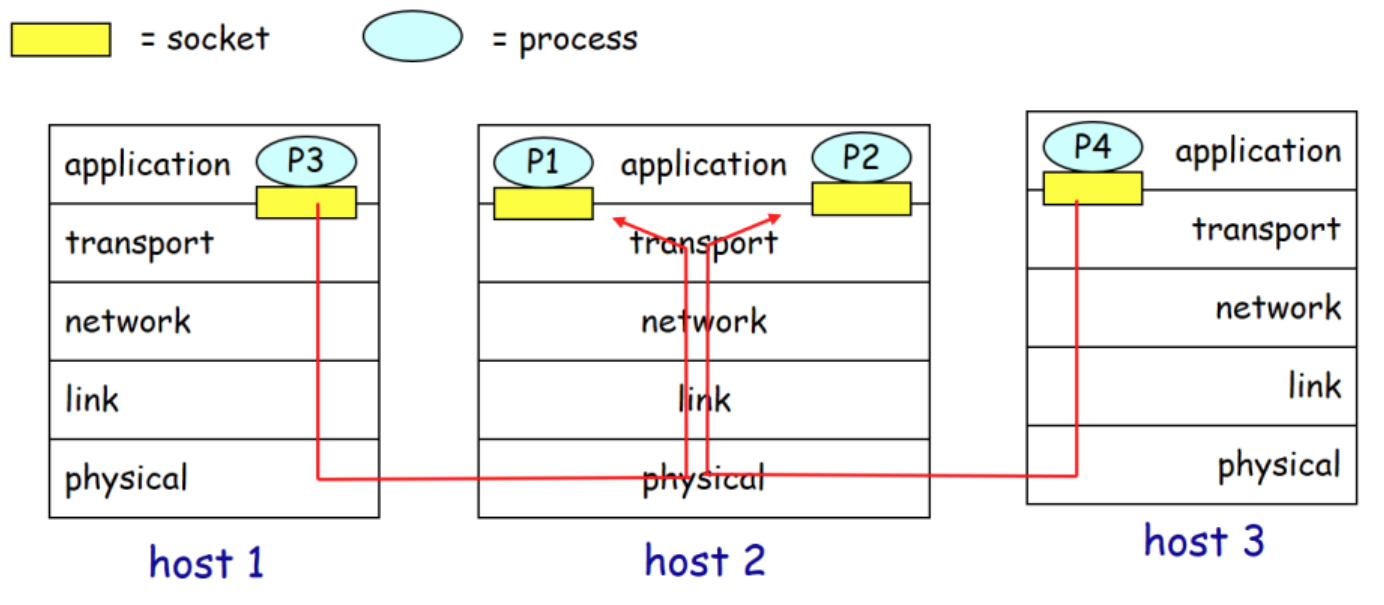 = socket
= process
application
P3
transport
network
link
physical
host 1
P1
application
P2
transport
network
link
physical
host 2
P4
application
transport
network
link
physical
host 3